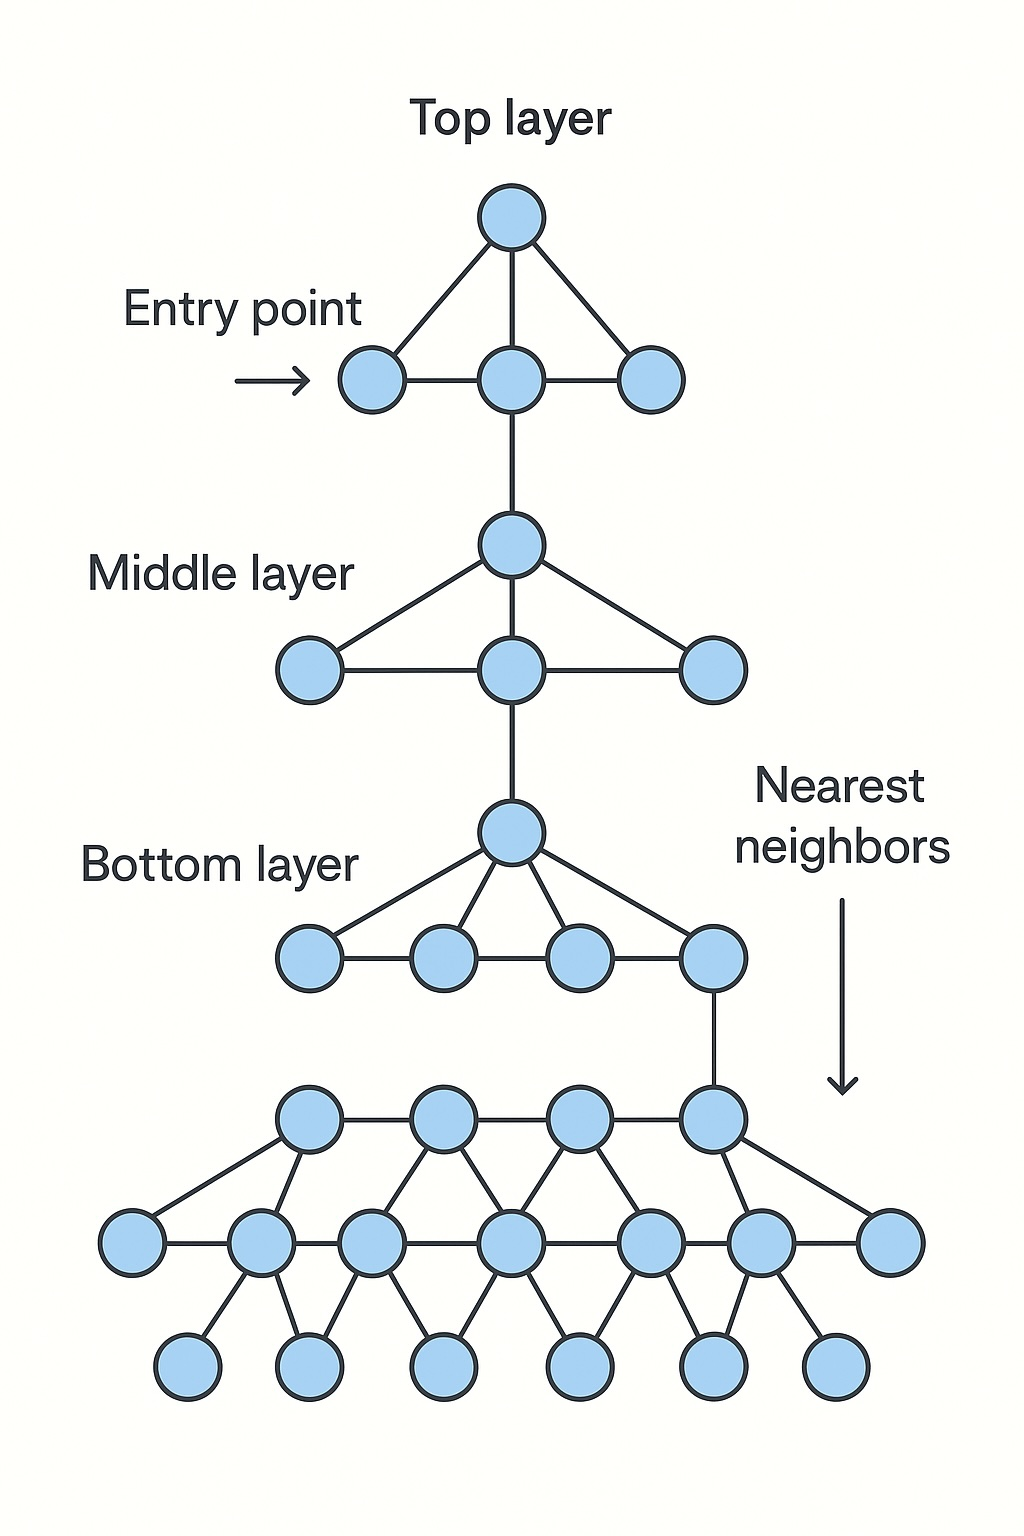 Top layer
Entry point
Middle layer
Nearest
neighbors
Bottom layer